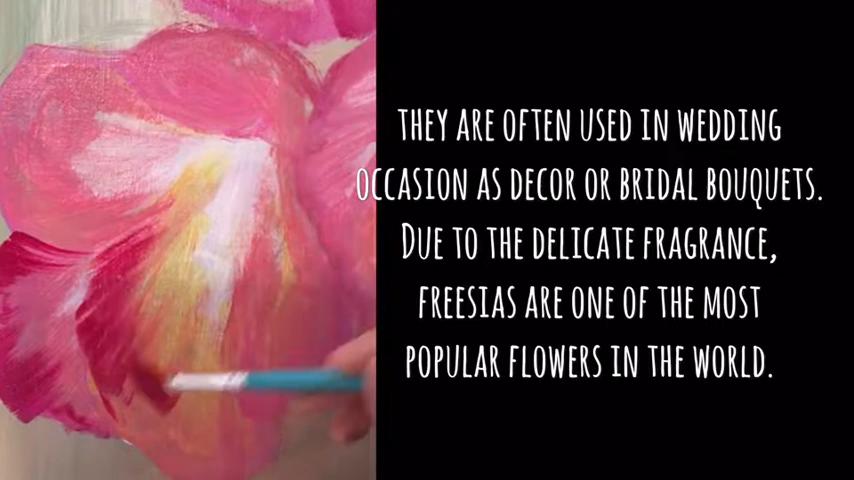 THEY ARE OFTEN USED IN WEDDING
OCCASION AS DECOR OR BRIDAL BOUQUETS.
DUE TO THE DELICATE FRAGRANCE,
FREESIAS ARE ONE OF THE MOST
POPULAR FLOWERS IN THE WORLD.